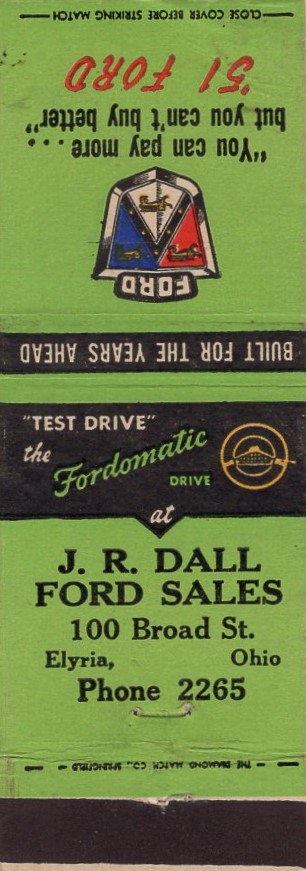 CLOSE COVER BEFORE STRIKING MATCH
FORD
"You can pay more...
but you can't buy better"
'51 FORD
BUILT FOR THE YEARS AHEAD
"TEST DRIVE"
the
Fordomatic
DRIVE
at
J. R. DALL
FORD SALES
100 Broad St.
Elyria, Ohio
Phone 2265
THE DIAMOND MATCH CO., SPRINGFIELD